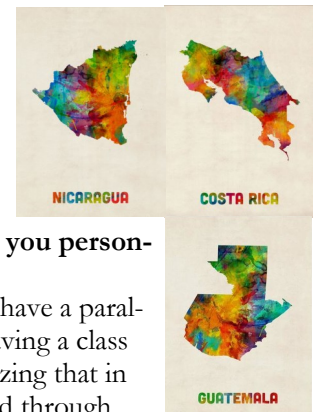 NICARAGUA
COSTA RICA
you person-
have a paral-
ving a class
zing that in
d through
GUATEMALA